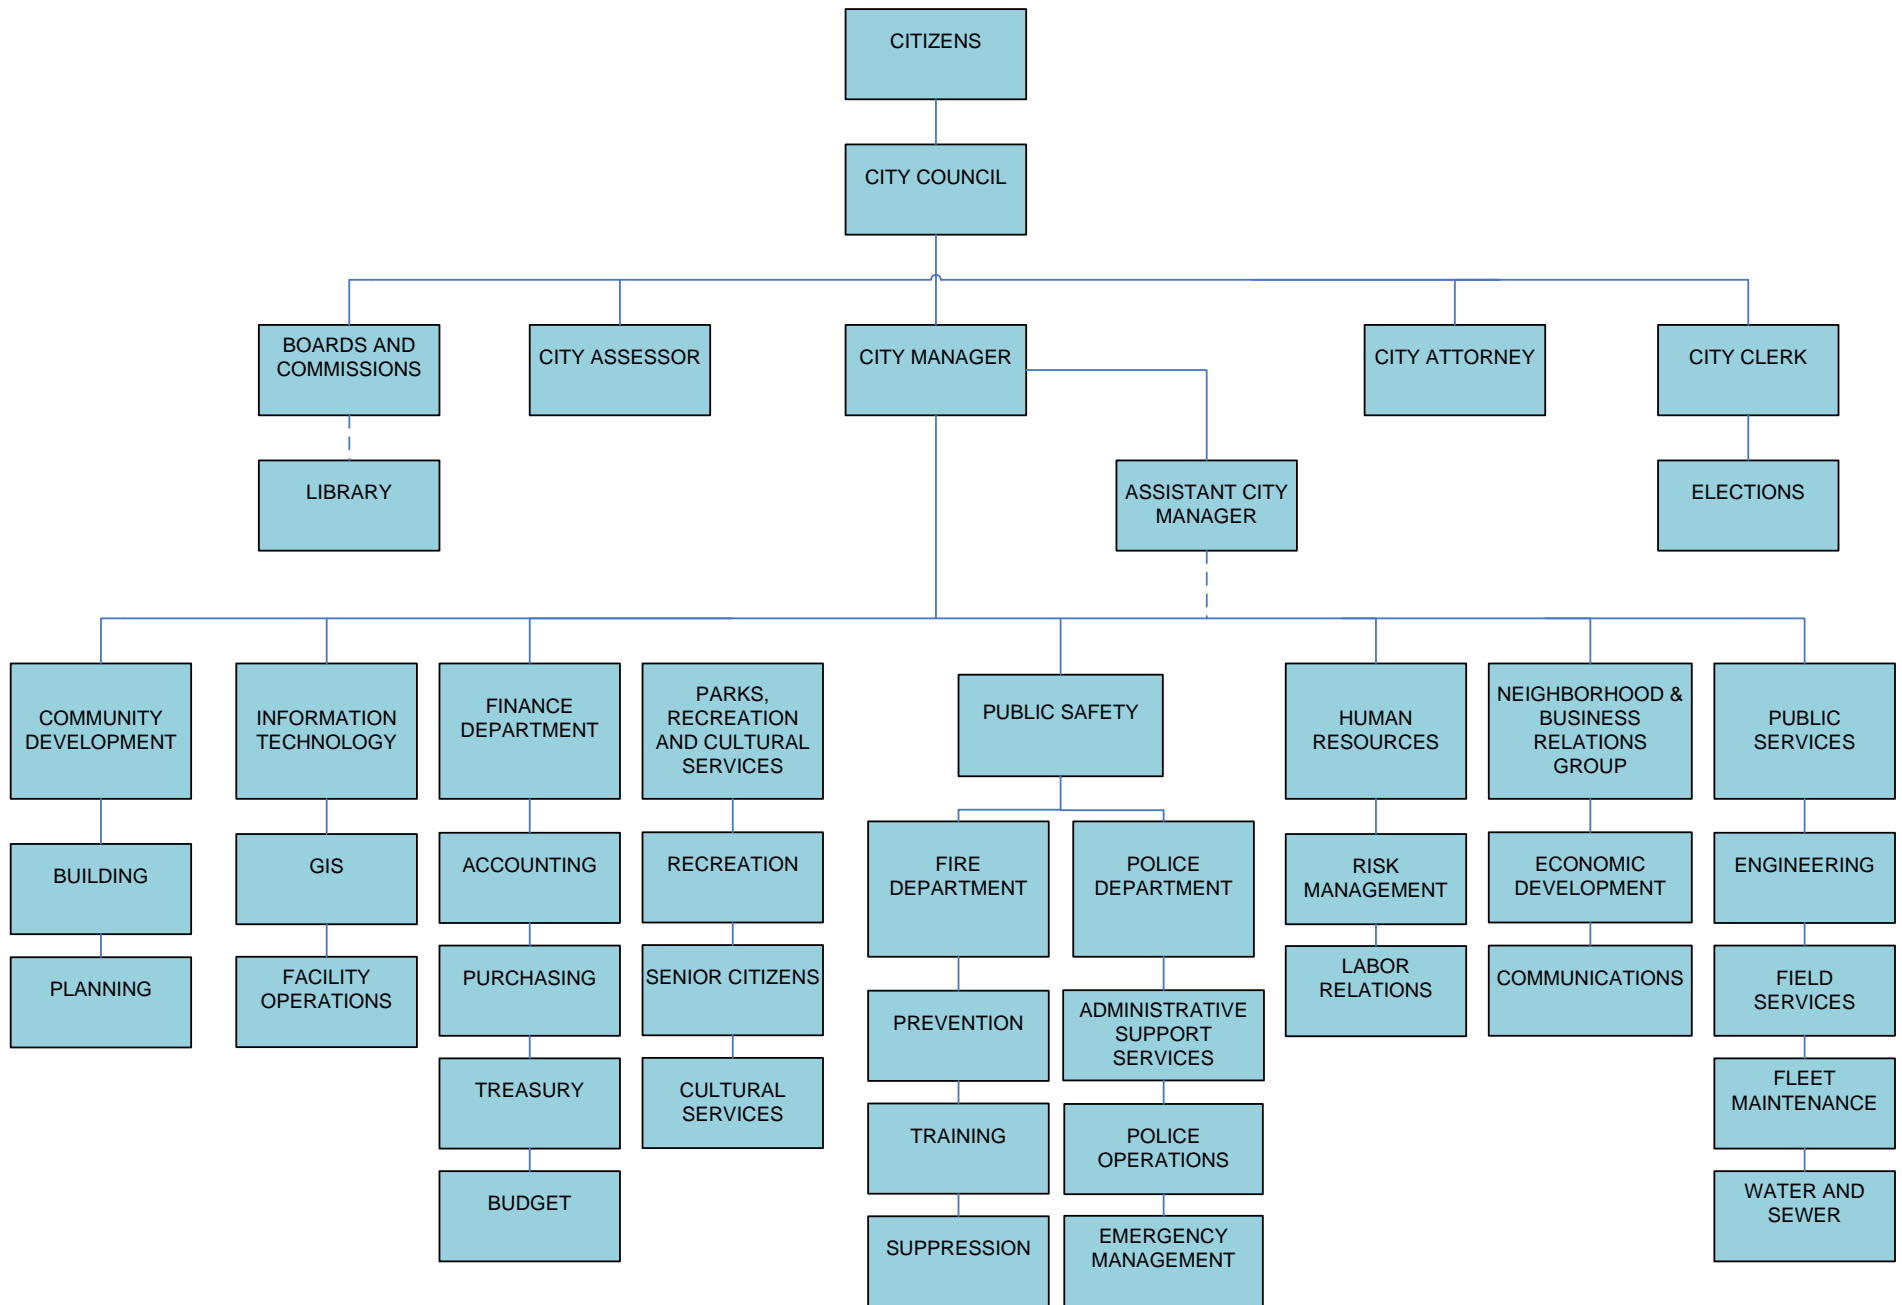 CITIZENS
CITY COUNCIL
BOARDS AND
COMMISSIONS
CITY ASSESSOR
CITY MANAGER
CITY ATTORNEY
CITY CLERK
LIBRARY
ASSISTANT CITY
MANAGER
ELECTIONS
COMMUNITY
DEVELOPMENT
INFORMATION
TECHNOLOGY
FINANCE
DEPARTMENT
PARKS,
RECREATION
AND CULTURAL
SERVICES
PUBLIC SAFETY
HUMAN
RESOURCES
NEIGHBORHOOD &
BUSINESS
RELATIONS
GROUP
PUBLIC
SERVICES
BUILDING
GIS
ACCOUNTING
RECREATION
FIRE
DEPARTMENT
POLICE
DEPARTMENT
RISK
MANAGEMENT
ECONOMIC
DEVELOPMENT
ENGINEERING
PLANNING
FACILITY
OPERATIONS
PURCHASING
SENIOR CITIZENS
PREVENTION
ADMINISTRATIVE
SUPPORT
SERVICES
LABOR
RELATIONS
COMMUNICATIONS
FIELD
SERVICES
TREASURY
CULTURAL
SERVICES
TRAINING
POLICE
OPERATIONS
FLEET
MAINTENANCE
BUDGET
SUPPRESSION
EMERGENCY
MANAGEMENT
WATER AND
SEWER